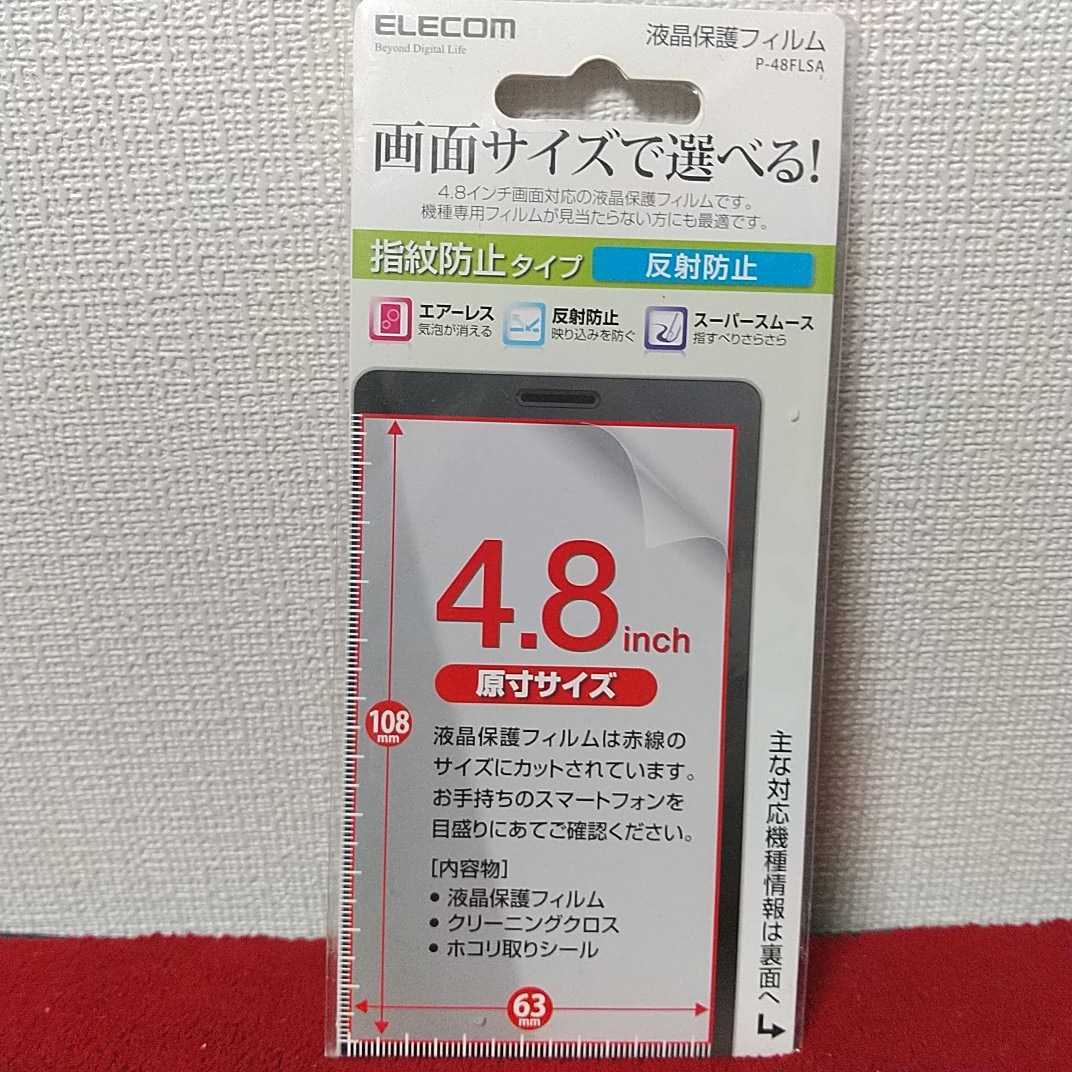 ELECOM
Beyond Digital Life
液晶保護フィルム
P-48FLSA
画面サイズで選べる!
4.8インチ画面対応の液晶保護フィルムです。
機種専用フィルムが見当たらない方にも最適です。
指紋防止タイプ 反射防止
エアーレス
気泡が消える
反射防止
映り込みを防ぐ
スーパースムース
指すべりさらさら
4.8inch
原寸サイズ
108mm
液晶保護フィルムは赤線の
サイズにカットされています。
お手持ちのスマートフォンを
目盛りにあてご確認ください。
[内容物]
● 液晶保護フィルム
● クリーニングクロス
● ホコリ取りシール
63mm
主な対応機種情報は裏面へ